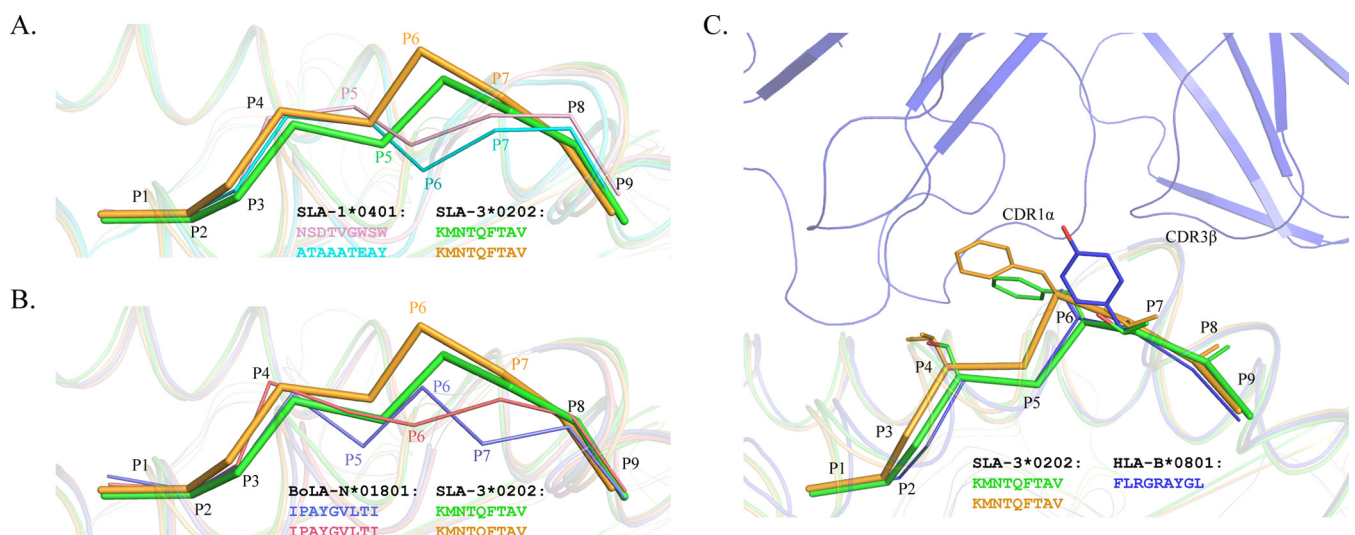 A.
P6
P7
P5
P4
P8
P5
P7
P6
P1
P3
P9
P2
SLA-1*0401: SLA-3*0202:
NSDTVGWSW KMNTQFTAV
ATAAATEAY KMNTQFTAV
B.
P6
P7
P4
P6
P8
P6
P5
P7
P1
P3
P9
P2
BoLA-N*01801: SLA-3*0202:
IPAYGVLTI KMNTQFTAV
IPAYGVLTI KMNTQFTAV
C.
CDR1α
CDR3β
P7
P6
P8
P4
P9
P5
P3
P1
P2
SLA-3*0202: HLA-B*0801:
KMNTQFTAV FLRGRAYGL
KMNTQFTAV